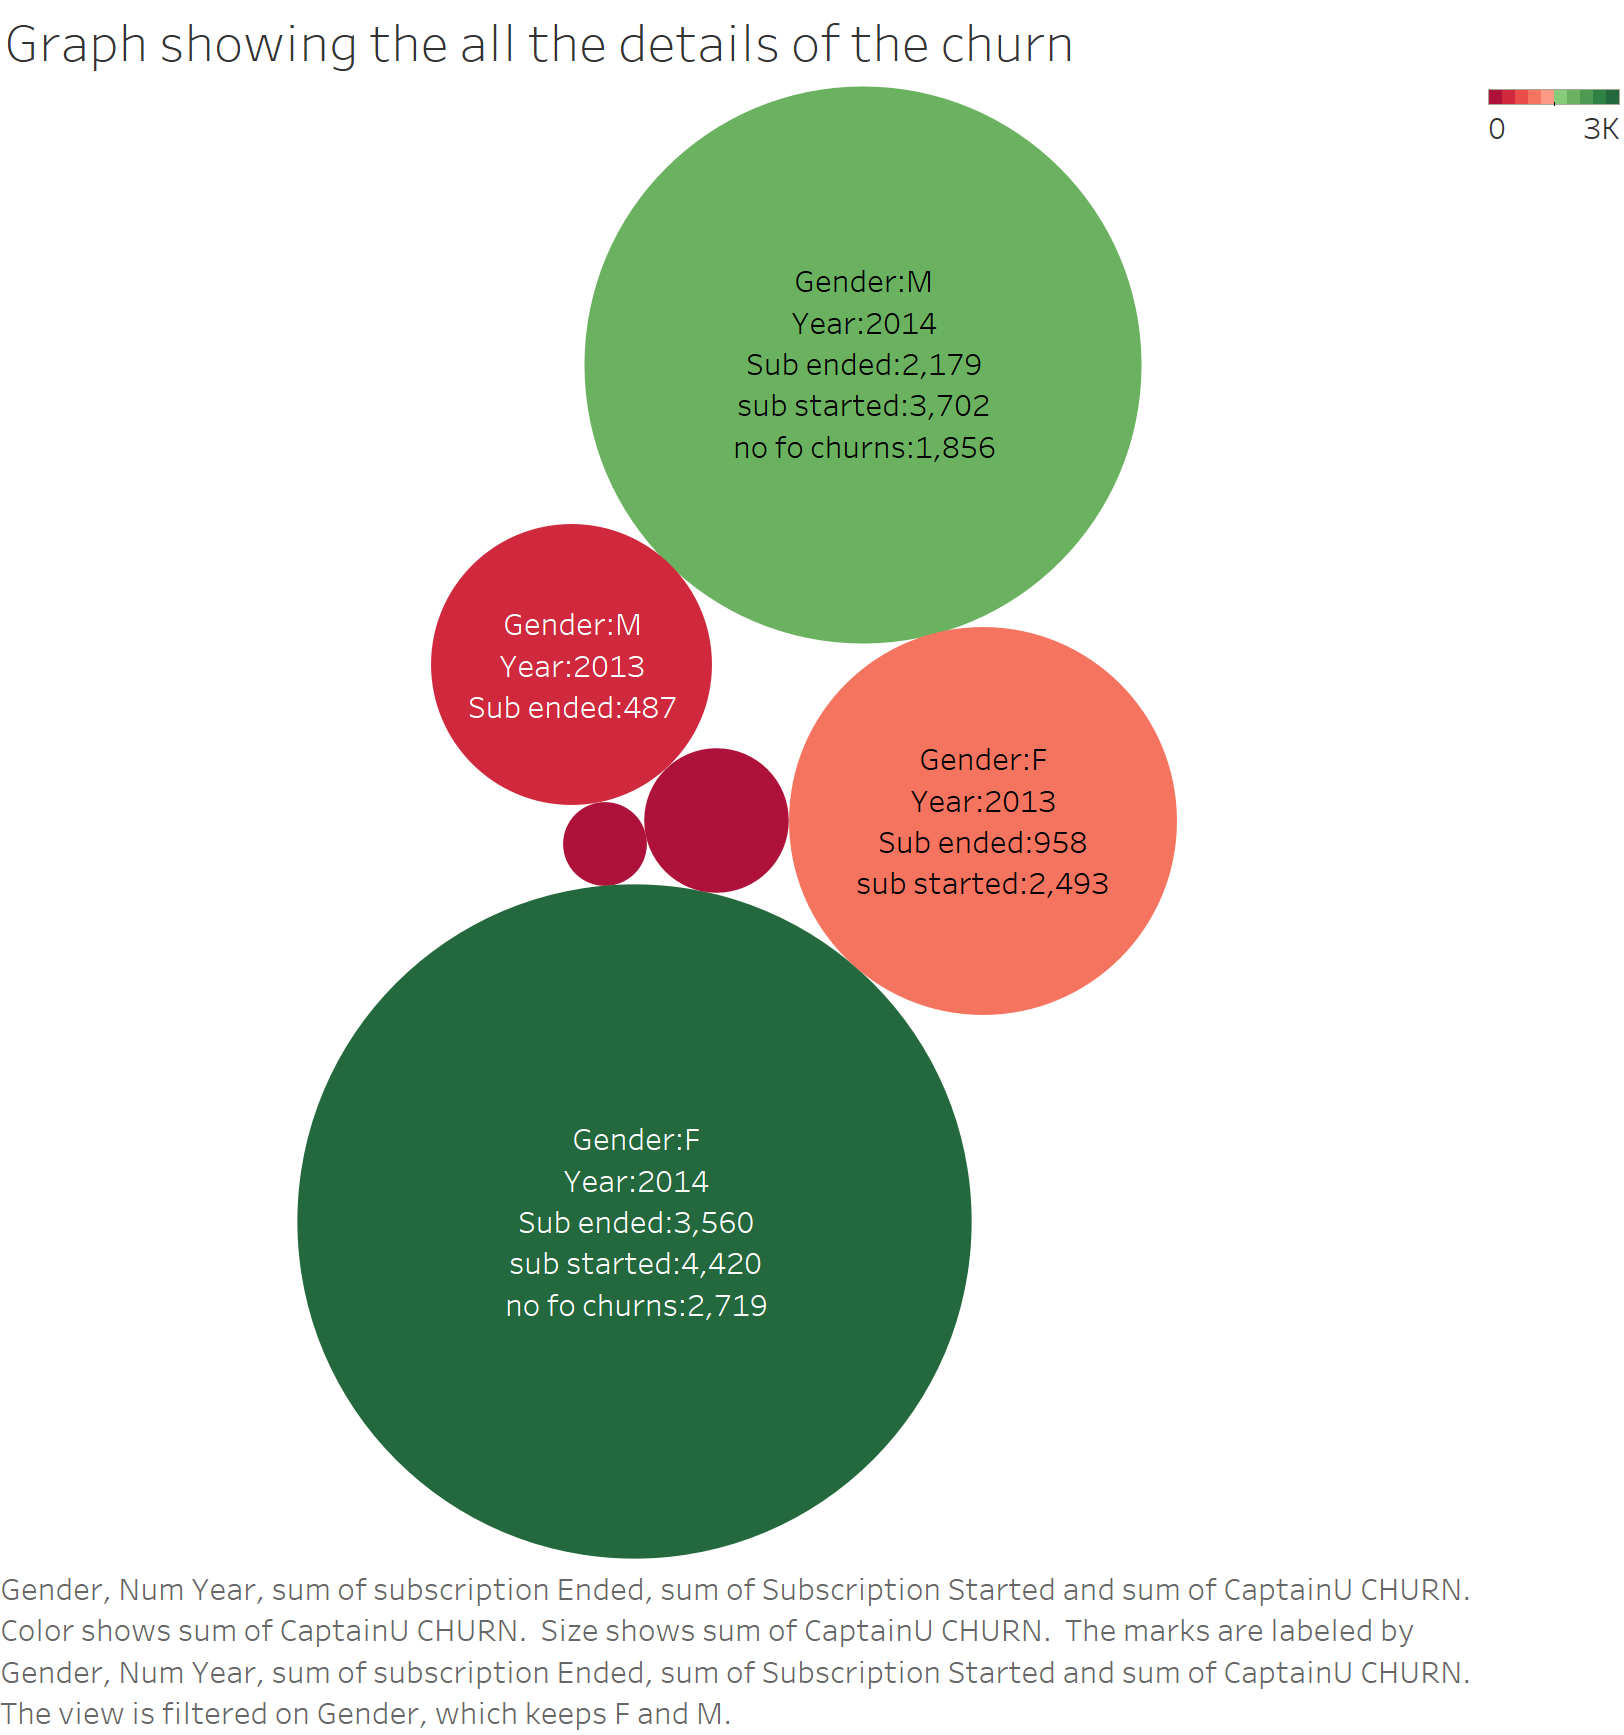 Graph showing the all the details of the churn
0 3K
Gender:M
Year:2014
Sub ended:2,179
sub started:3,702
no fo churns:1,856
Gender:M
Year:2013
Sub ended:487
Gender:F
Year:2013
Sub ended:958
sub started:2,493
Gender:F
Year:2014
Sub ended:3,560
sub started:4,420
no fo churns:2,719
Gender, Num Year, sum of subscription Ended, sum of Subscription Started and sum of CaptainU CHURN.
Color shows sum of CaptainU CHURN.  Size shows sum of CaptainU CHURN.  The marks are labeled by
Gender, Num Year, sum of subscription Ended, sum of Subscription Started and sum of CaptainU CHURN.
The view is filtered on Gender, which keeps F and M.